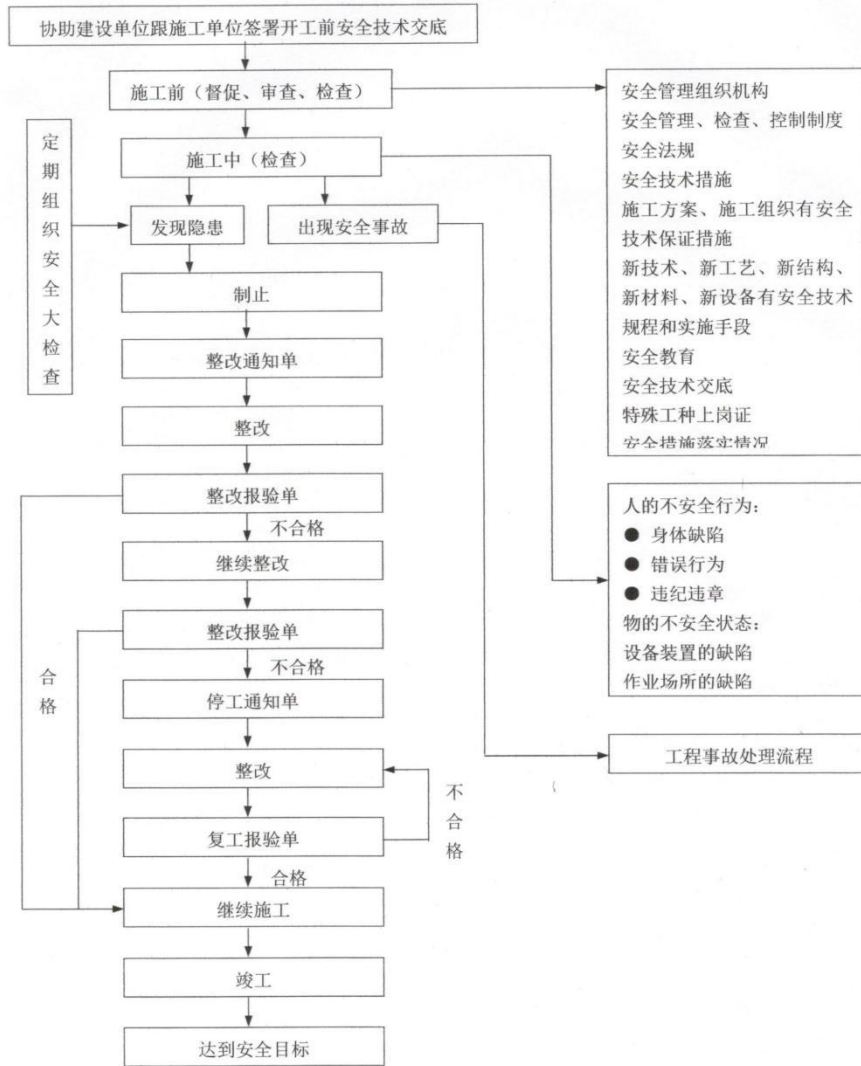 协助建设单位跟施工单位签署开工前安全技术交底
施工前（督促、审查、检查）
施工中（检查）
定期组织安全大检查
发现隐患
出现安全事故
制止
整改通知单
整改
整改报验单
不合格
继续整改
整改报验单
不合格
停工通知单
整改
复工报验单
不合格
合格
合格
继续施工
竣工
达到安全目标
安全管理组织机构
安全管理、检查、控制制度
安全法规
安全技术措施
施工方案、施工组织有安全
技术保证措施
新技术、新工艺、新结构、
新材料、新设备有安全技术
规程和实施手段
安全教育
安全技术交底
特殊工种上岗证
安全措施落实情况
人的不安全行为：
● 身体缺陷
● 错误行为
● 违纪违章
物的不安全状态：
设备装置的缺陷
作业场所的缺陷
工程事故处理流程